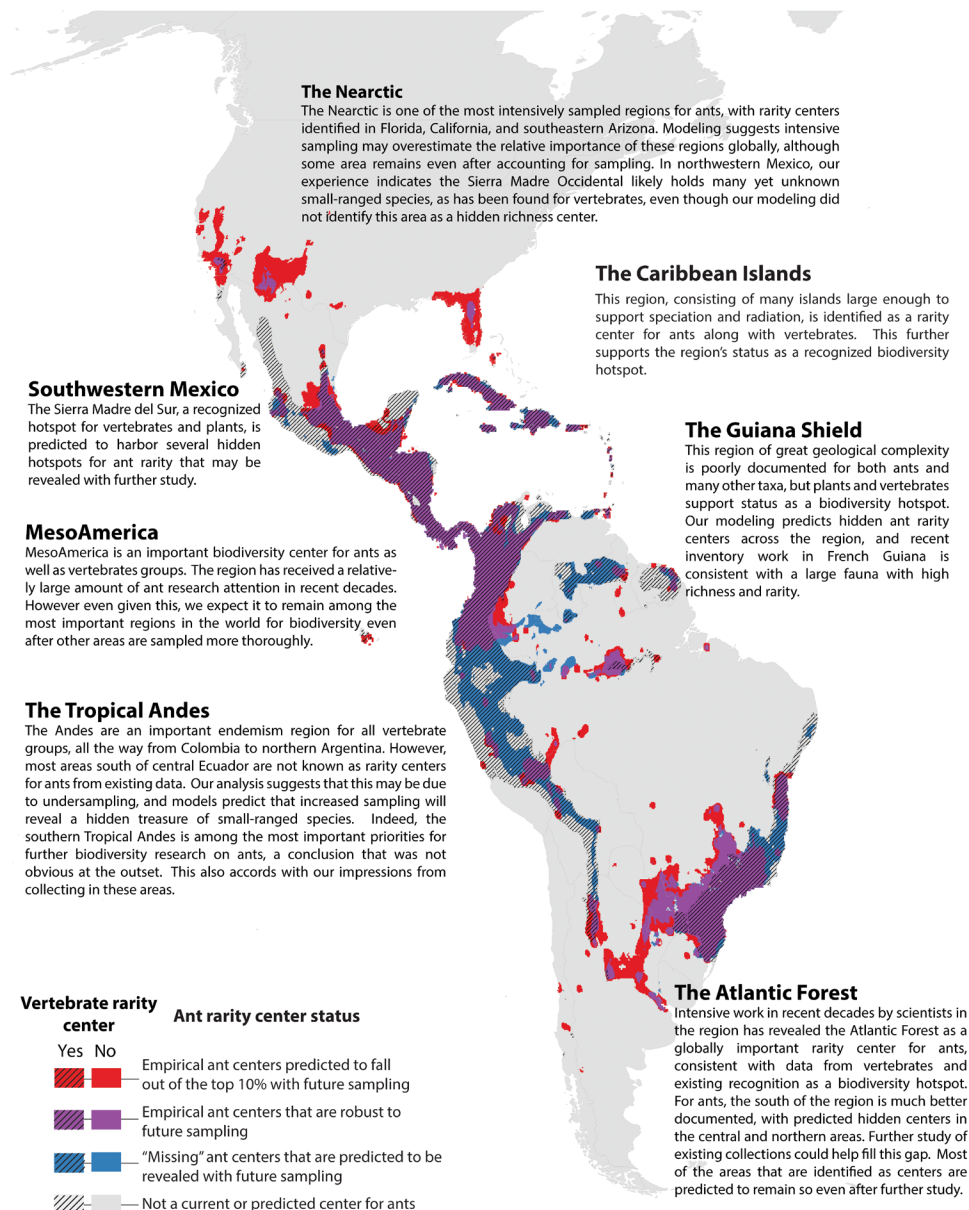 The Nearctic
The Nearctic is one of the most intensively sampled regions for ants, with rarity centers
identified in Florida, California, and southeastern Arizona. Modeling suggests intensive
sampling may overestimate the relative importance of these regions globally, although
some area remains even after accounting for sampling. In northwestern Mexico, our
experience indicates the Sierra Madre Occidental likely holds many yet unknown
small-ranged species, as has been found for vertebrates, even though our modeling did
not identify this area as a hidden richness center.
The Caribbean Islands
This region, consisting of many islands large enough to
support speciation and radiation, is identified as a rarity
center for ants along with vertebrates. This further
supports the region's status as a recognized biodiversity
hotspot.
Southwestern Mexico
The Sierra Madre del Sur, a recognized
hotspot for vertebrates and plants, is
predicted to harbor several hidden
hotspots for ant rarity that may be
revealed with further study.
The Guiana Shield
This region of great geological complexity
is poorly documented for both ants and
many other taxa, but plants and vertebrates
support status as a biodiversity hotspot.
Our modeling predicts hidden ant rarity
centers across the region, and recent
inventory work in French Guiana is
consistent with a large fauna with high
richness and rarity.
MesoAmerica
MesoAmerica is an important biodiversity center for ants as
well as vertebrates groups. The region has received a relative-
ly large amount of ant research attention in recent decades.
However even given this, we expect it to remain among the
most important regions in the world for biodiversity even
after other areas are sampled more thoroughly.
The Tropical Andes
The Andes are an important endemism region for all vertebrate
groups, all the way from Colombia to northern Argentina. However,
most areas south of central Ecuador are not known as rarity centers
for ants from existing data. Our analysis suggests that this may be due
to undersampling, and models predict that increased sampling will
reveal a hidden treasure of small-ranged species. Indeed, the
southern Tropical Andes is among the most important priorities for
further biodiversity research on ants, a conclusion that was not
obvious at the outset. This also accords with our impressions from
collecting in these areas.
The Atlantic Forest
Intensive work in recent decades by scientists in
the region has revealed the Atlantic Forest as a
globally important rarity center for ants,
consistent with data from vertebrates and
existing recognition as a biodiversity hotspot.
For ants, the south of the region is much better
documented, with predicted hidden centers in
the central and northern areas. Further study of
existing collections could help fill this gap. Most
of the areas that are identified as centers are
predicted to remain so even after further study.
Vertebrate rarity
center
Ant rarity center status
Yes No
Empirical ant centers predicted to fall
out of the top 10% with future sampling
Empirical ant centers that are robust to
future sampling
"Missing" ant centers that are predicted to be
revealed with future sampling
Not a current or predicted center for ants